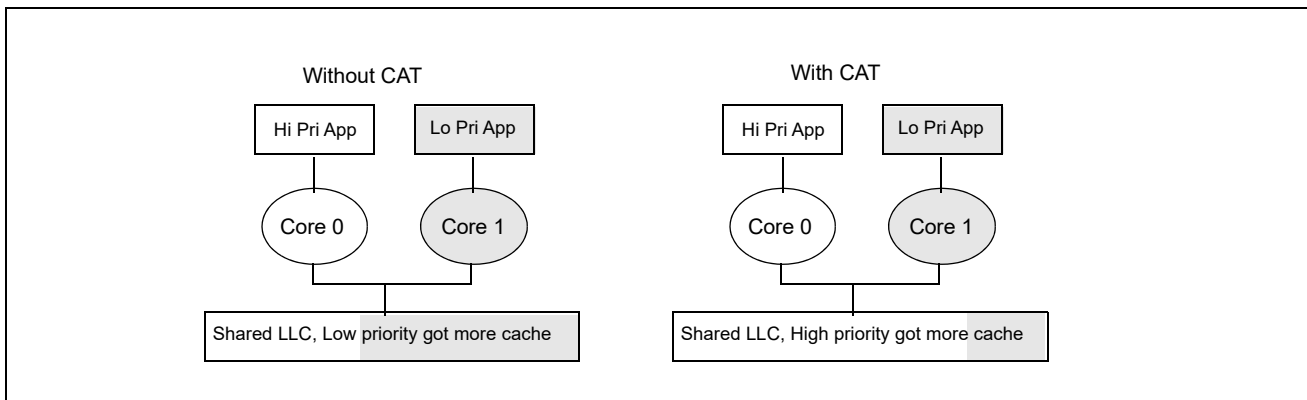 Without CAT
With CAT
Hi Pri App
Lo Pri App
Hi Pri App
Lo Pri App
Core 0
Core 1
Core 0
Core 1
Shared LLC, Low priority got more cache
Shared LLC, High priority got more cache